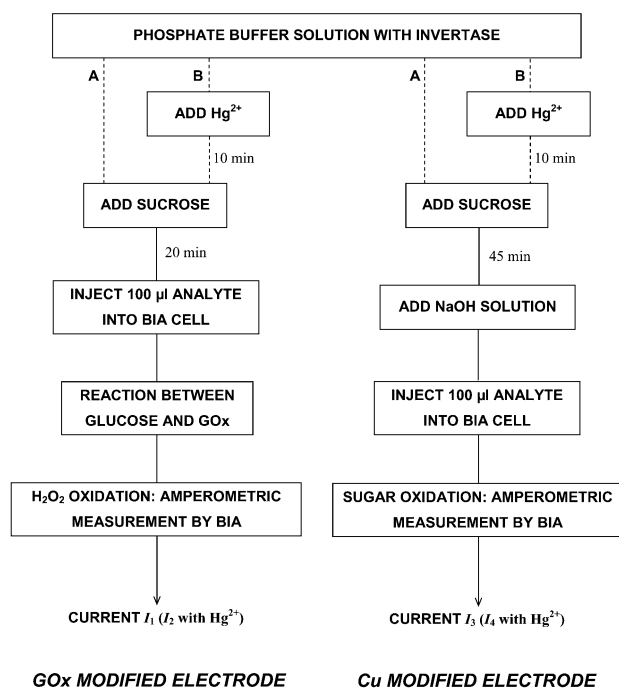 PHOSPHATE BUFFER SOLUTION WITH INVERTASE
A
B
ADD Hg²⁺
10 min
ADD SUCROSE
20 min
INJECT 100 µl ANALYTE
INTO BIA CELL
REACTION BETWEEN
GLUCOSE AND GOx
H₂O₂ OXIDATION: AMPEROMETRIC
MEASUREMENT BY BIA
CURRENT I₁ (I₂ with Hg²⁺)
GOx MODIFIED ELECTRODE
A
B
ADD Hg²⁺
10 min
ADD SUCROSE
45 min
ADD NaOH SOLUTION
INJECT 100 µl ANALYTE
INTO BIA CELL
SUGAR OXIDATION: AMPEROMETRIC
MEASUREMENT BY BIA
CURRENT I₃ (I₄ with Hg²⁺)
Cu MODIFIED ELECTRODE